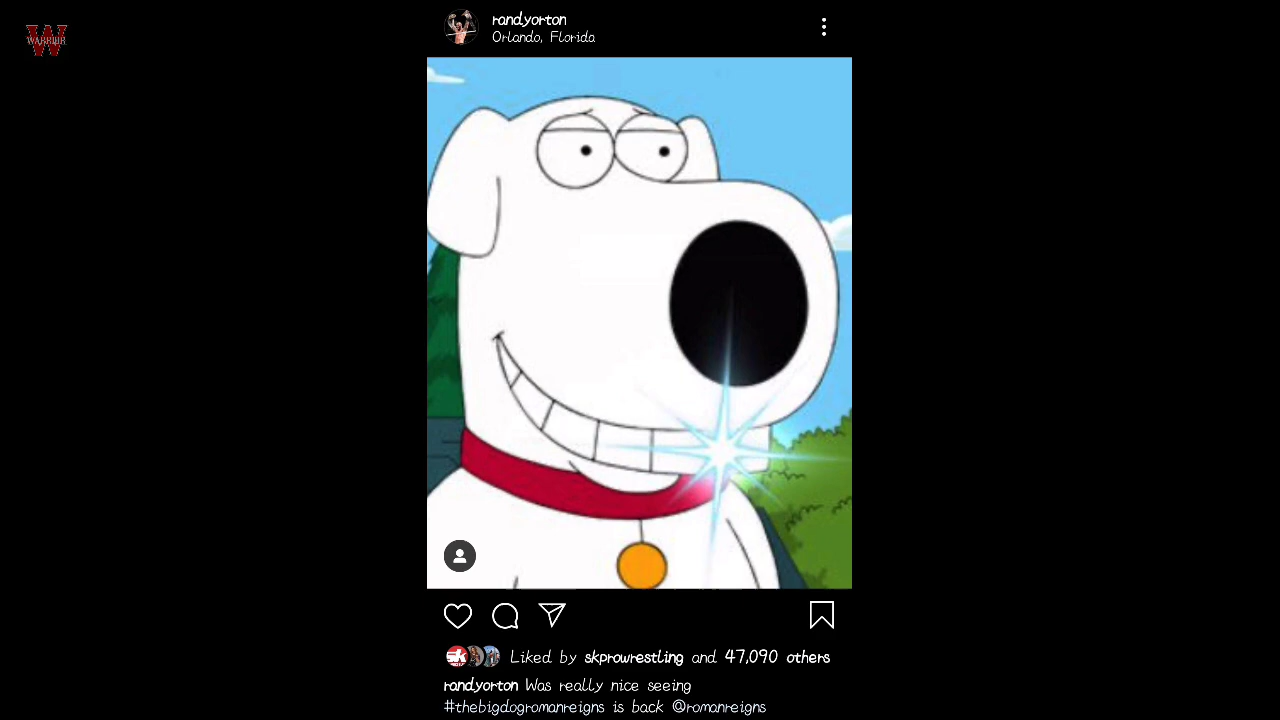 WARRIOR
randyorton
Orlando, Florida
Liked by skprowrestling and 47,090 others
randyorton Was really nice seeing
#thebigdogromanreigns is back @romanreigns